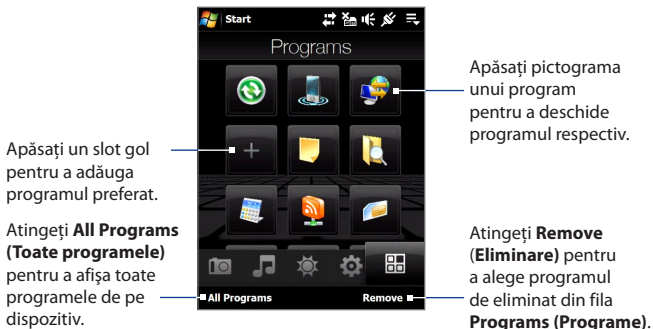 Start
Programs
Apăsați pictograma
unui program
pentru a deschide
programul respectiv.
Apăsați un slot gol
pentru a adăuga
programul preferat.
Atingeți All Programs
(Toate programele)
pentru a afişa toate
programele de pe
dispozitiv.
All Programs
Remove
Atingeți Remove
(Eliminare) pentru
a alege programul
de eliminat din fila
Programs (Programe).